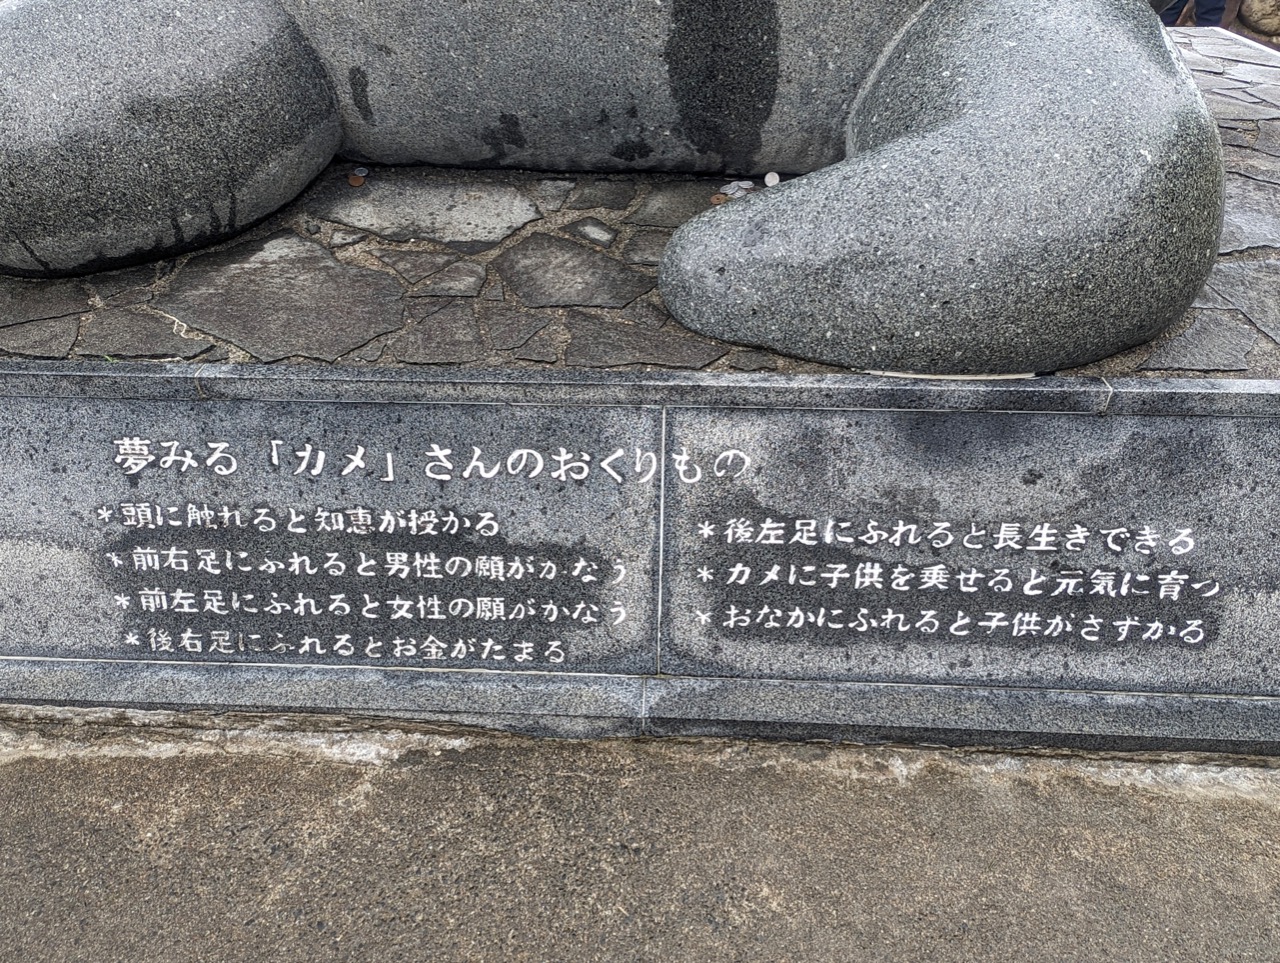 夢みる「カメ」さんのおくりもの
*頭に触れると知恵が授かる
*前右足にふれると男性の願がかなう
*前左足にふれると女性の願がかなう
*後右足にふれるとお金がたまる
*後左足にふれると長生きできる
*カメに子供を乗せると元気に育つ
*おなかにふれると子供がさずかる